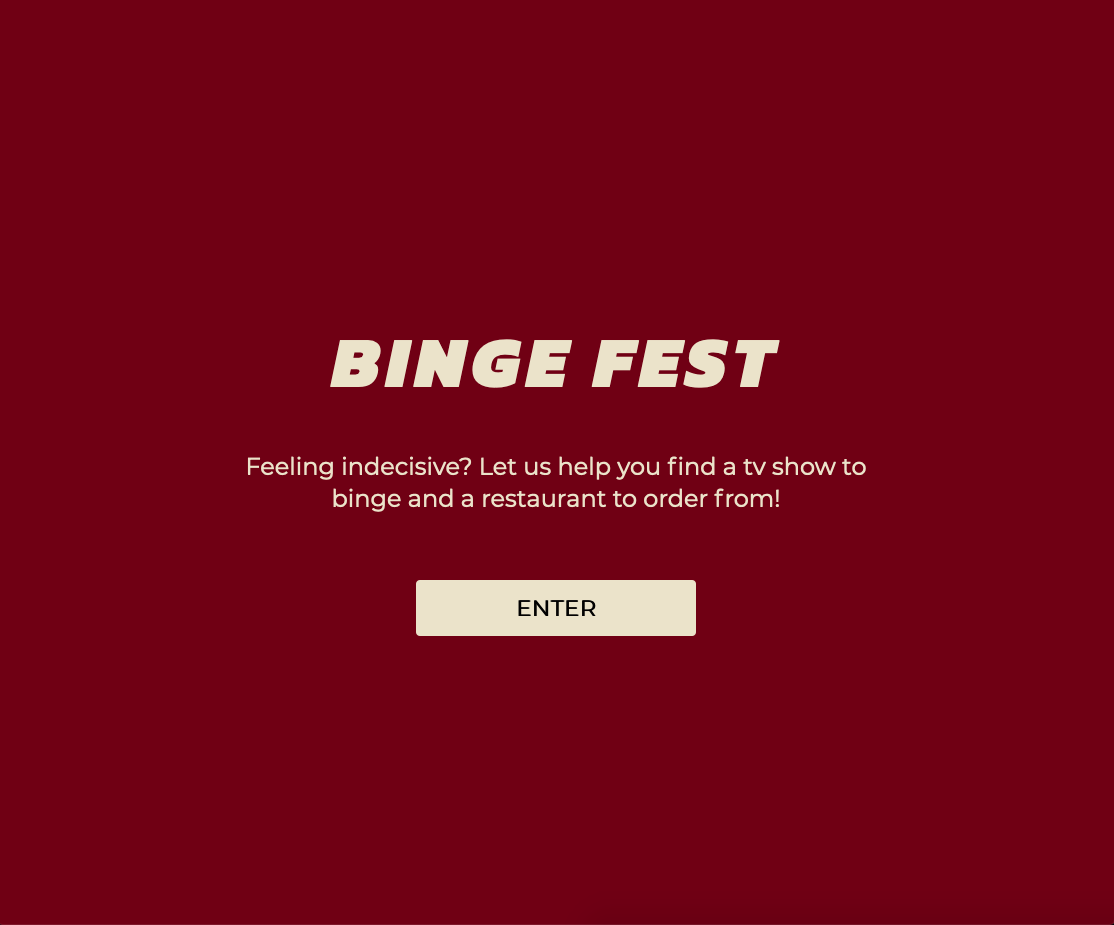 BINGE FEST
Feeling indecisive? Let us help you find a tv show to
binge and a restaurant to order from!
ENTER